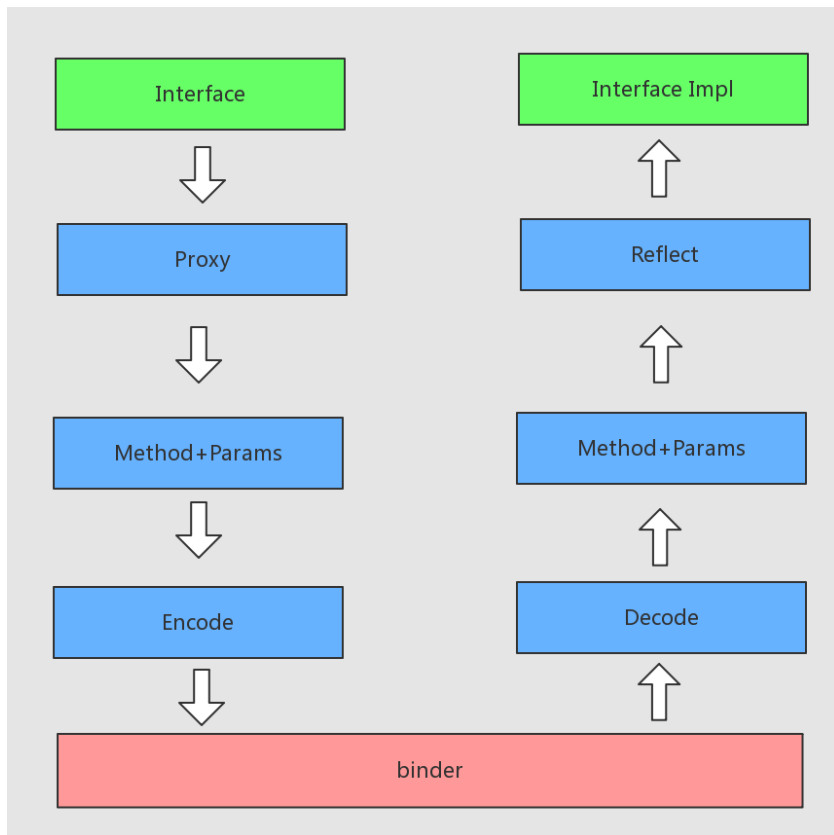 Interface
Interface Impl
Proxy
Reflect
Method+Params
Method+Params
Encode
Decode
binder